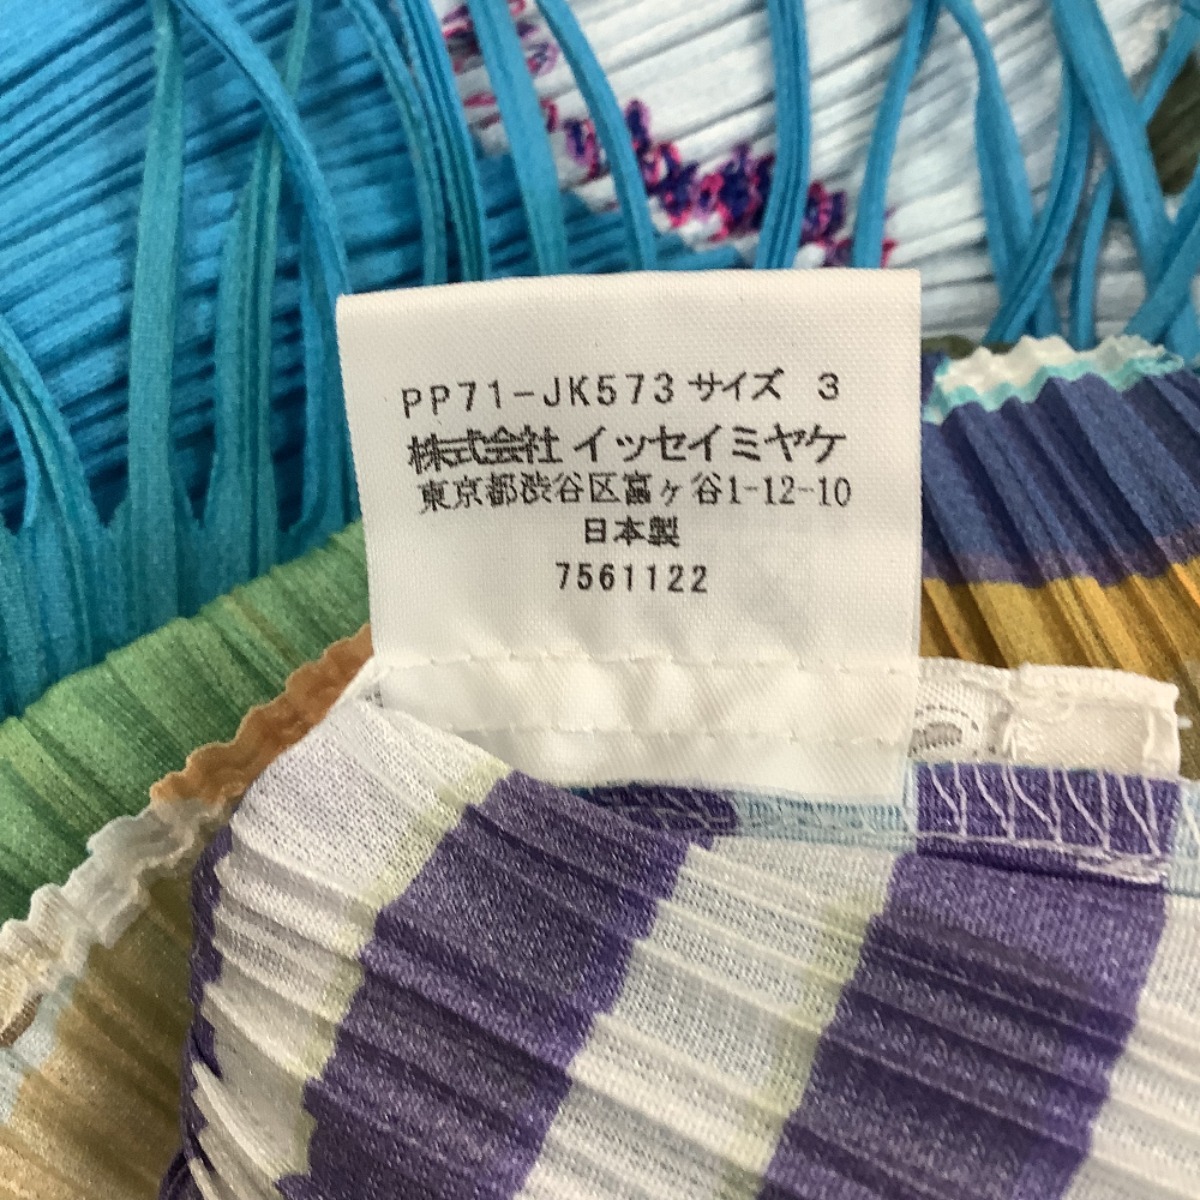 PP71-JK573 サイズ 3
株式会社 イッセイミヤケ
東京都渋谷区富ヶ谷1-12-10
日本製
7561122